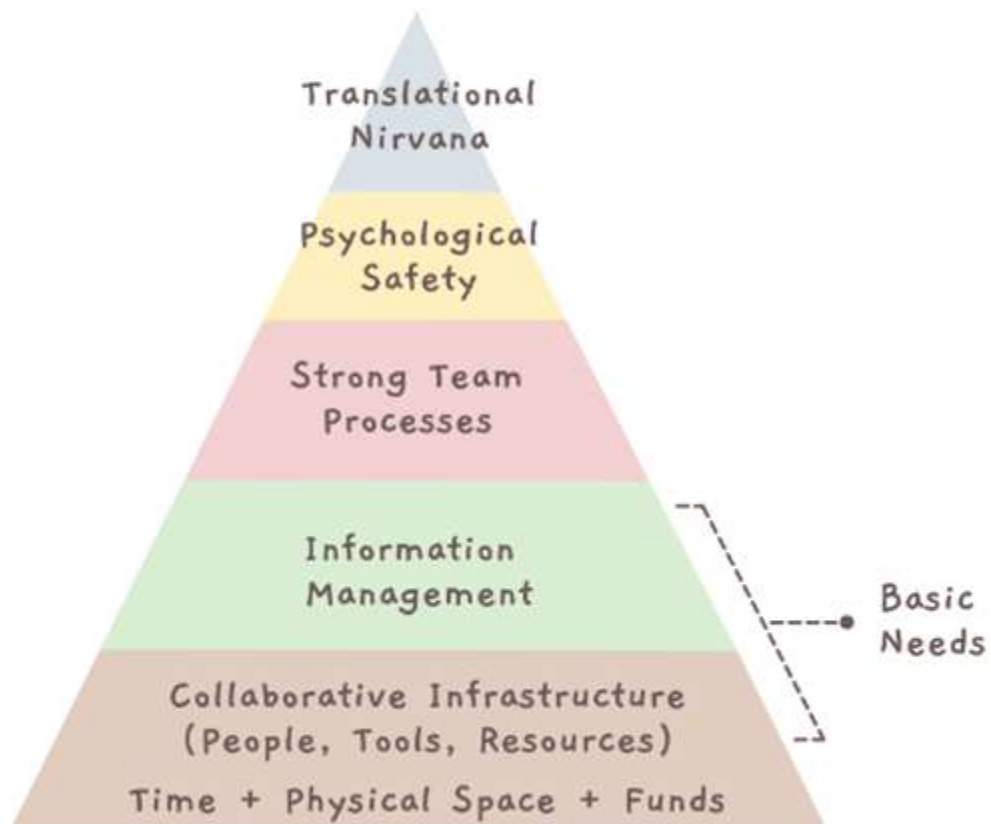 Translational
Nirvana
Psychological
Safety
Strong Team
Processes
Information
Management
Basic
Needs
Collaborative Infrastructure
(People, Tools, Resources)
Time + Physical Space + Funds